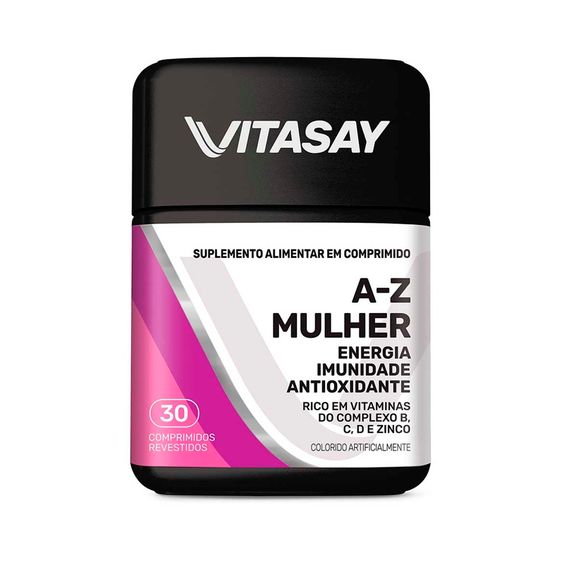 VITASAY
SUPLEMENTO ALIMENTAR EM COMPRIMIDO
A-Z
MULHER
ENERGIA
IMUNIDADE
ANTIOXIDANTE
RICO EM VITAMINAS
DO COMPLEXO B,
C, D E ZINCO
COLORIDO ARTIFICIALMENTE
30
COMPRIMIDOS
REVESTIDOS